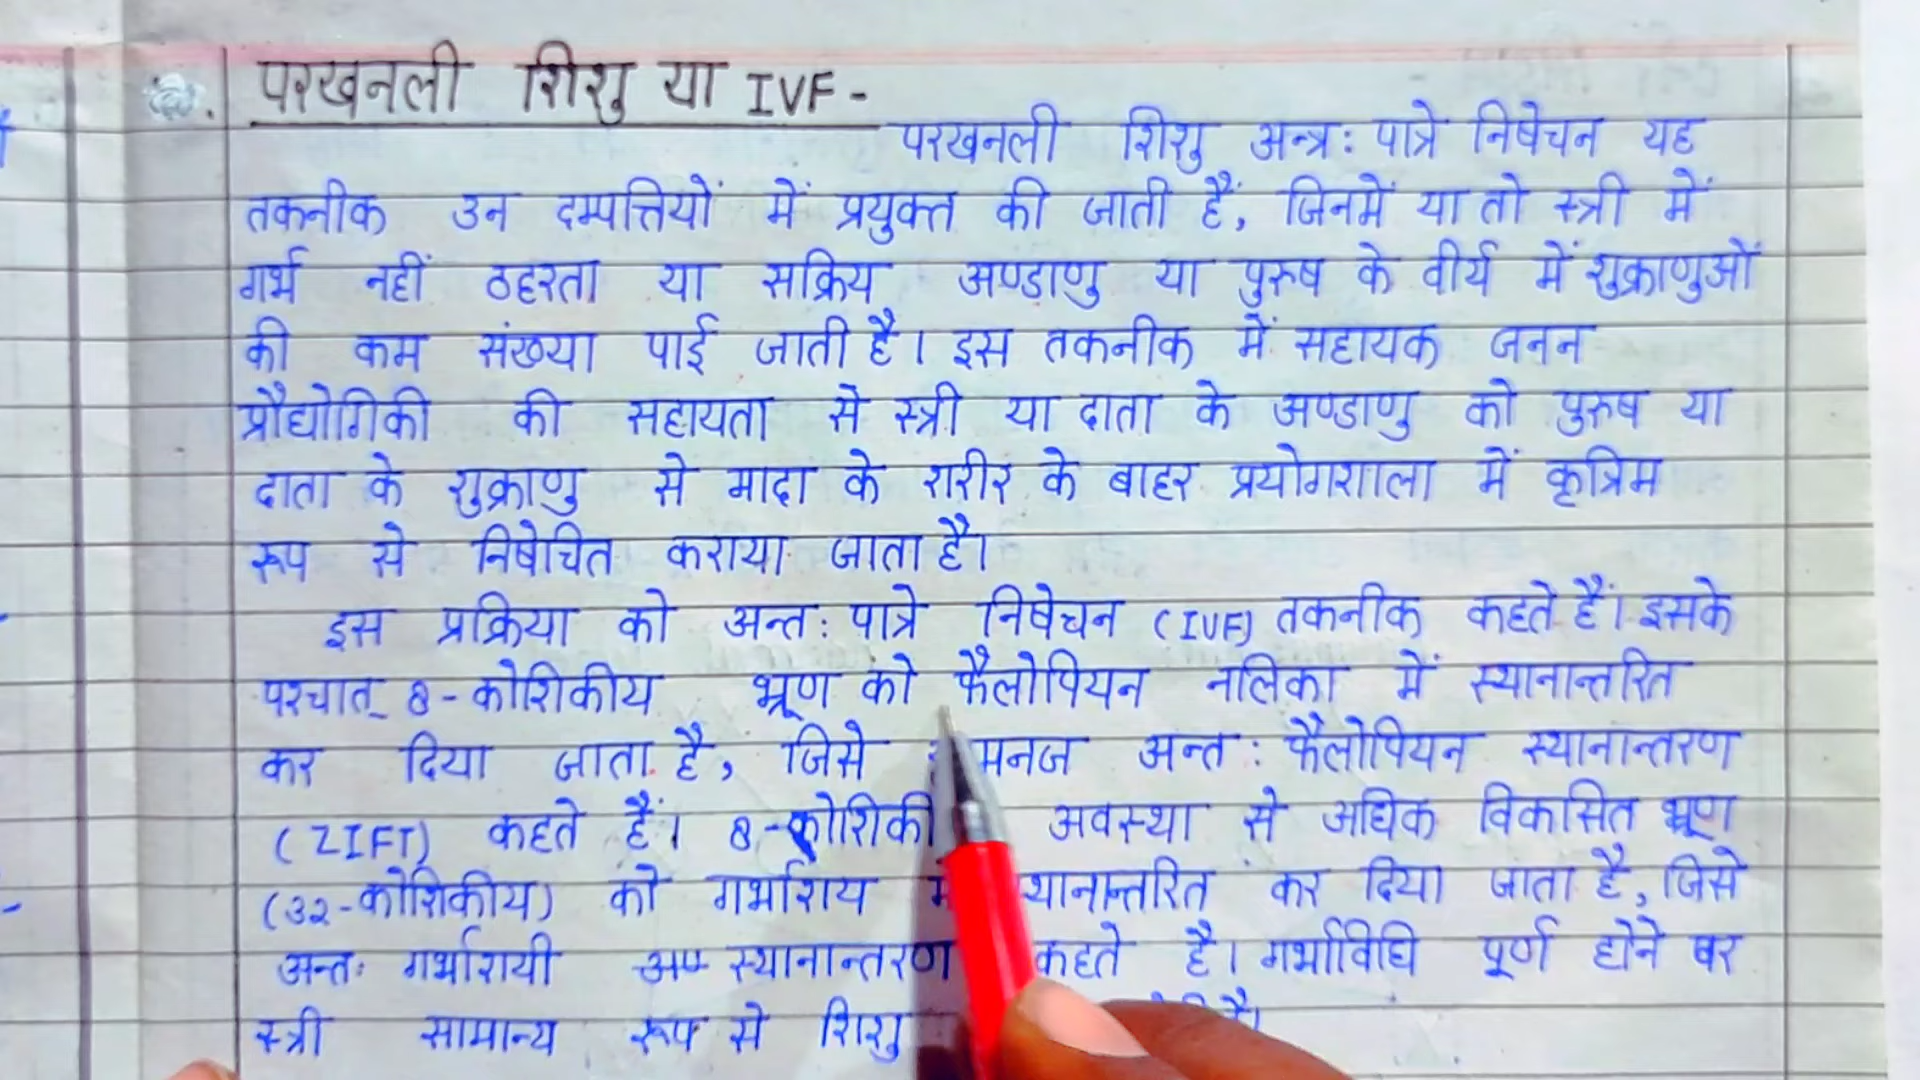 परखनली शिशु या IVF -
परखनली शिशु अन्त्र: पात्रे निषेचन यह
तकनीक उन दम्पत्तियों में प्रयुक्त की जाती हैं, जिनमें या तो स्त्री में
गर्भ नहीं ठहरता या सक्रिय अण्डाणु या पुरुष के वीर्य में शुक्राणुओं
की कम संख्या पाई जाती है। इस तकनीक में सहायक जनन
प्रौद्योगिकी की सहायता से स्त्री या दाता के अण्डाणु को पुरुष या
दाता के शुक्राणु से मादा के शरीर के बाहर प्रयोगशाला में कृत्रिम
रूप से निषेचित कराया जाता है।
इस प्रक्रिया को अन्त: पात्रे निषेचन (IVF) तकनीक कहते हैं। इसके
पश्चात् 8-कोशिकीय भ्रूण को फैलोपियन नलिका में स्थानान्तरित
कर दिया जाता है, जिसे अन्त: फैलोपियन स्थानान्तरण
(ZIFT) कहते हैं। 8- अवस्था से अधिक विकसित भ्रूण
(32-कोशिकीय) को गर्भाशय कर दिया जाता है, जिसे
अन्त: गर्भाशयी स्थानान्तरण कहते है। गर्भाविधि पूर्ण होने पर
स्त्री सामान्य रूप से शिशु